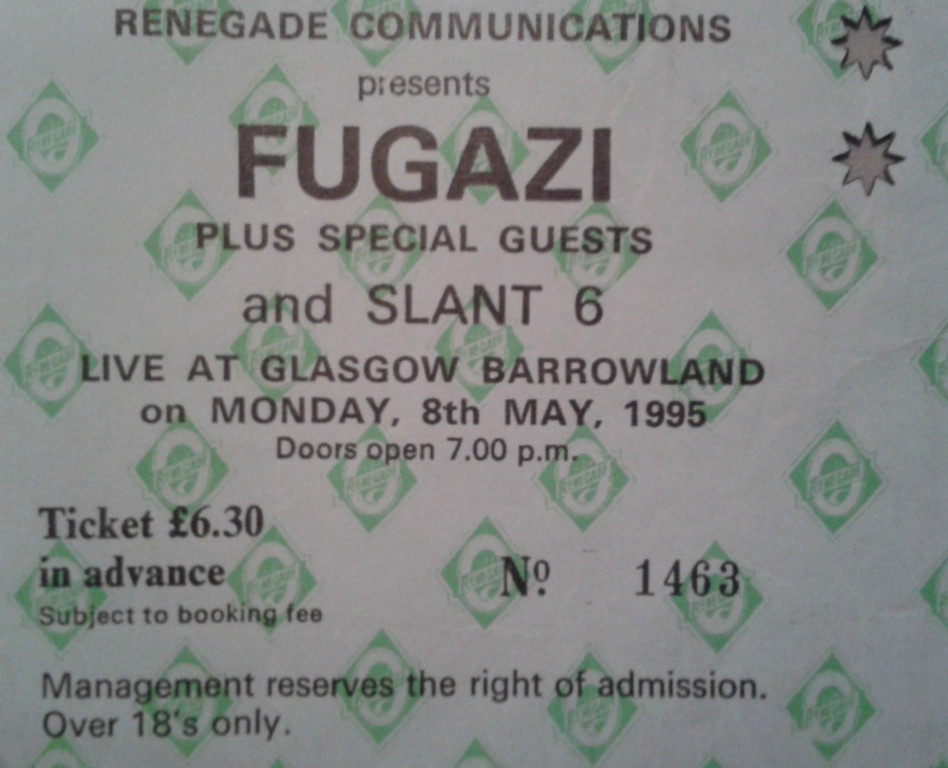 RENEGADE COMMUNICATIONS
presents
FUGAZI
PLUS SPECIAL GUESTS
and SLANT 6
LIVE AT GLASGOW BARROWLAND
on MONDAY, 8th MAY, 1995
Doors open 7.00 p.m.
Ticket £6.30
in advance
Subject to booking fee
Nº 1463
Management reserves the right of admission.
Over 18's only.